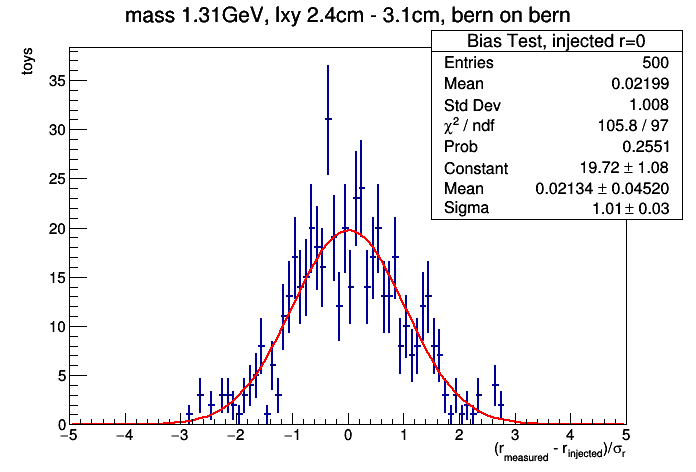 mass 1.31GeV, lxy 2.4cm - 3.1cm, bern on bern
Bias Test, injected r=0
Entries 500
Mean 0.02199
Std Dev 1.008
χ² / ndf 105.8 / 97
Prob 0.2551
Constant 19.72 ± 1.08
Mean 0.02134 ± 0.04520
Sigma 1.01 ± 0.03
toys
35
30
25
20
15
10
5
0
−5 −4 −3 −2 −1 0 1 2 3 4 5
(r_measured - r_injected)/σ_r